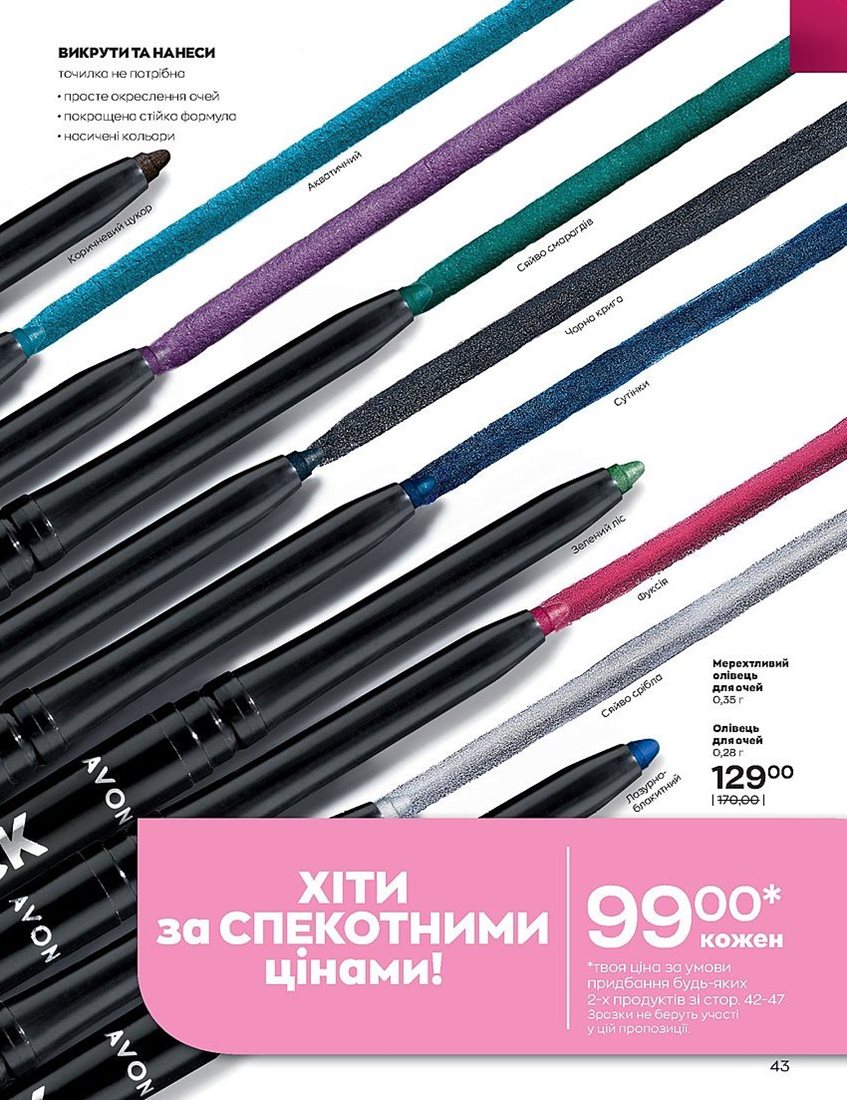 ВИКРУТИ ТА НАНЕСИ
точилка не потрібна
• просте окреслення очей
• покращена стійка формула
• насичені кольори
Коричневий цукор
Акватичний
Сяйво смарагдів
Чорна крига
Сутінки
Зелений ліс
Фуксія
Сяйво срібла
Лазурно-
блакитний
Мерехтливий
олівець
для очей
0,35 г
Олівець
для очей
0,28 г
12900
|170,00|
AVON
CK
AVON
AVON
ХІТИ
за СПЕКОТНИМИ
цінами!
9900*
кожен
*твоя ціна за умови
придбання будь-яких
2-х продуктів зі стор. 42-47
Зразки не беруть участі
у цій пропозиції.
43